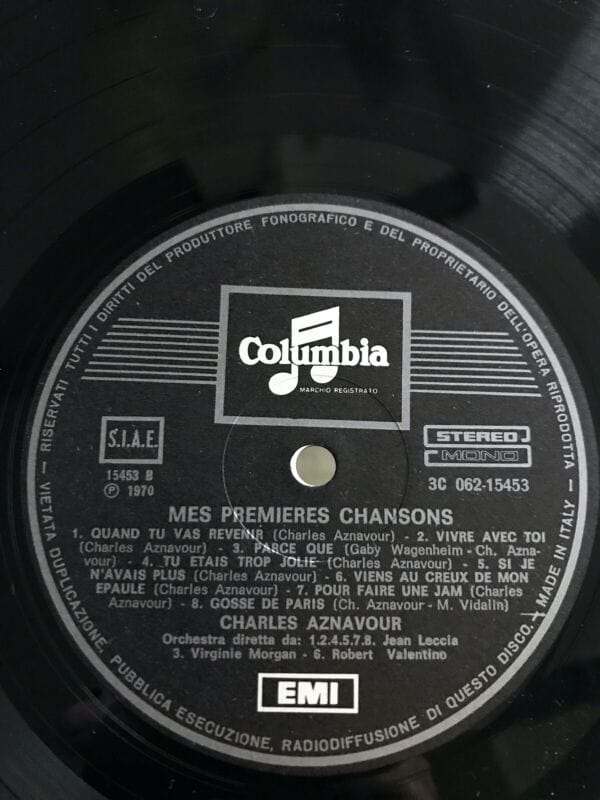 RISERVATI TUTTI I DIRITTI DEL PRODUTTORE FONOGRAFICO E DEL PROPRIETARIO DELL'OPERA RIPRODOTTA — MADE IN ITALY —
Columbia
MARCHIO REGISTRATO
S.I.A.E.
15453 B
Ⓟ 1970
STEREO
MONO
3C 062-15453
MES PREMIERES CHANSONS
1. QUAND TU VAS REVENIR (Charles Aznavour) - 2. VIVRE AVEC TOI
(Charles Aznavour) - 3. PARCE QUE (Gaby Wagenheim - Ch. Azna-
vour) - 4. TU ETAIS TROP JOLIE (Charles Aznavour) - 5. SI JE
N'AVAIS PLUS (Charles Aznavour) - 6. VIENS AU CREUX DE MON
EPAULE (Charles Aznavour) - 7. POUR FAIRE UNE JAM (Charles
Aznavour) - 8. GOSSE DE PARIS (Ch. Aznavour - M. Vidalin)
CHARLES AZNAVOUR
Orchestra diretta da: 1.2.4.5.7.8. Jean Leccia
3. Virginie Morgan - 6. Robert Valentino
EMI
— VIETATA DUPLICAZIONE, PUBBLICA ESECUZIONE, RADIODIFFUSIONE DI QUESTO DISCO.